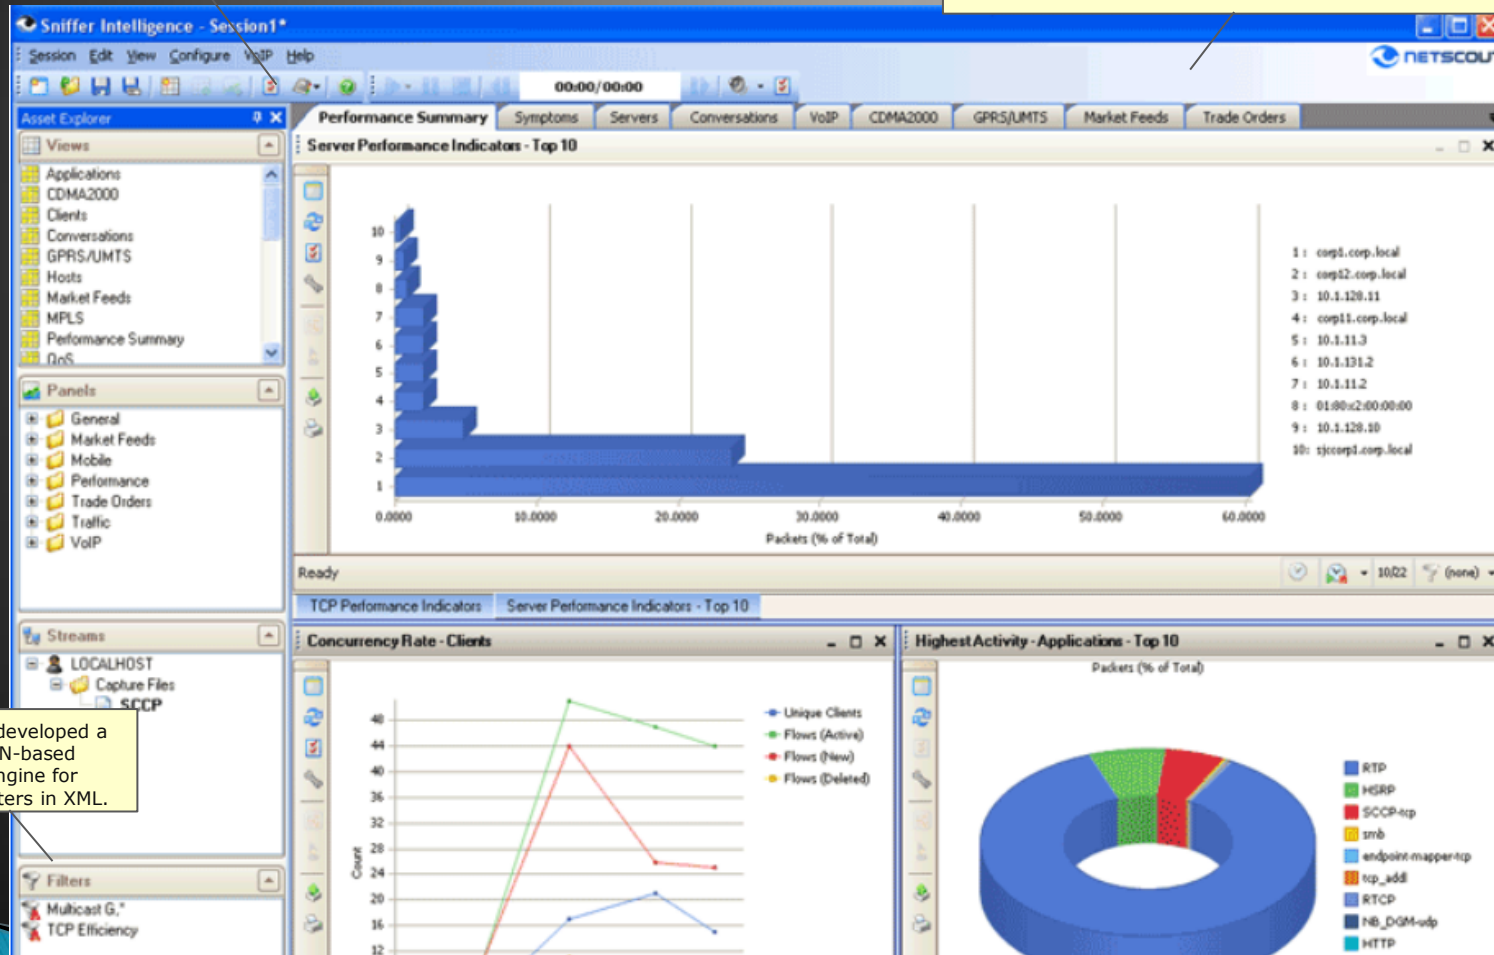 Sniffer Intelligence - Session1*
Session Edit View Configure VoIP Help
NETSCOUT
00:00/00:00
Asset Explorer
Views
Applications
CDMA2000
Clients
Conversations
GPRS/UMTS
Hosts
Market Feeds
MPLS
Performance Summary
QoS
Panels
General
Market Feeds
Mobile
Performance
Trade Orders
Traffic
VoIP
Streams
LOCALHOST
Capture Files
SCCP
developed a
N-based
ngine for
ters in XML.
Filters
Multicast G,*
TCP Efficiency
Performance Summary Symptoms Servers Conversations VoIP CDMA2000 GPRS/UMTS Market Feeds Trade Orders
Server Performance Indicators - Top 10
10
9
8
7
6
5
4
3
2
1
0.0000 10.0000 20.0000 30.0000 40.0000 50.0000 60.0000
Packets (% of Total)
1 : corp1.corp.local
2 : corp12.corp.local
3 : 10.1.128.11
4 : corp11.corp.local
5 : 10.1.11.3
6 : 10.1.131.2
7 : 10.1.11.2
8 : 01:80:c2:00:00:00
9 : 10.1.128.10
10: sjccorp1.corp.local
Ready
10/22 (none)
TCP Performance Indicators Server Performance Indicators - Top 10
Concurrency Rate - Clients
48
44
40
36
32
28
24
20
16
12
Count
Unique Clients
Flows (Active)
Flows (New)
Flows (Deleted)
Highest Activity - Applications - Top 10
Packets (% of Total)
RTP
HSRP
SCCP-tcp
smb
endpoint-mapper-tcp
tcp_addl
RTCP
NB_DGM-udp
HTTP